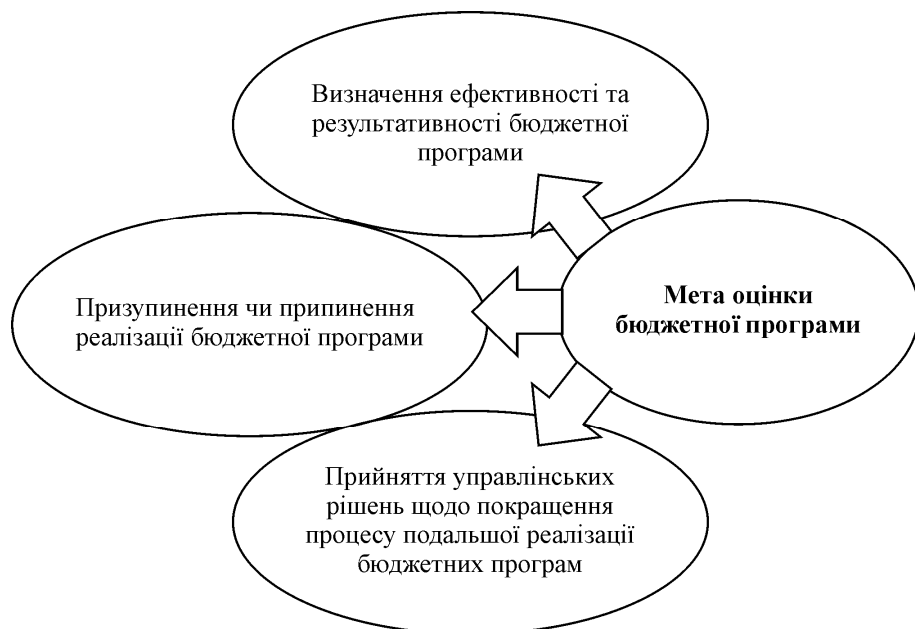 Визначення ефективності та
результативності бюджетної
програми
Призупинення чи припинення
реалізації бюджетної програми
Мета оцінки
бюджетної програми
Прийняття управлінських
рішень щодо покращення
процесу подальшої реалізації
бюджетних програм